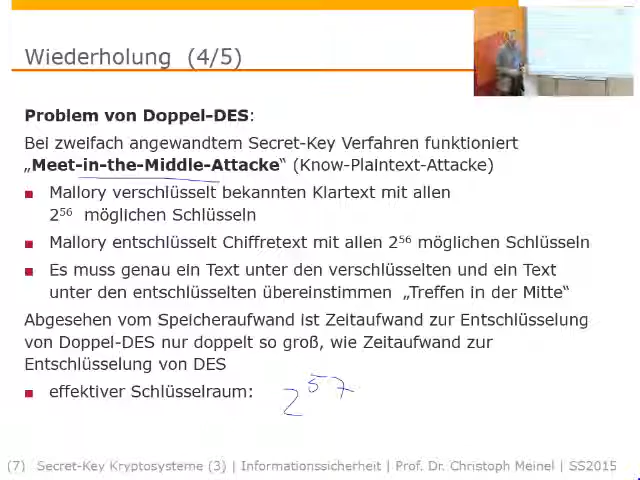 Wiederholung (4/5)
Problem von Doppel-DES:
Bei zweifach angewandtem Secret-Key Verfahren funktioniert
„Meet-in-the-Middle-Attacke“ (Know-Plaintext-Attacke)
■ Mallory verschlüsselt bekannten Klartext mit allen
2⁵⁶ möglichen Schlüsseln
■ Mallory entschlüsselt Chiffretext mit allen 2⁵⁶ möglichen Schlüsseln
■ Es muss genau ein Text unter den verschlüsselten und ein Text
unter den entschlüsselten übereinstimmen „Treffen in der Mitte“
Abgesehen vom Speicheraufwand ist Zeitaufwand zur Entschlüsselung
von Doppel-DES nur doppelt so groß, wie Zeitaufwand zur
Entschlüsselung von DES
■ effektiver Schlüsselraum: 2⁵⁷
(7) Secret-Key Kryptosysteme (3) | Informationssicherheit | Prof. Dr. Christoph Meinel | SS2015